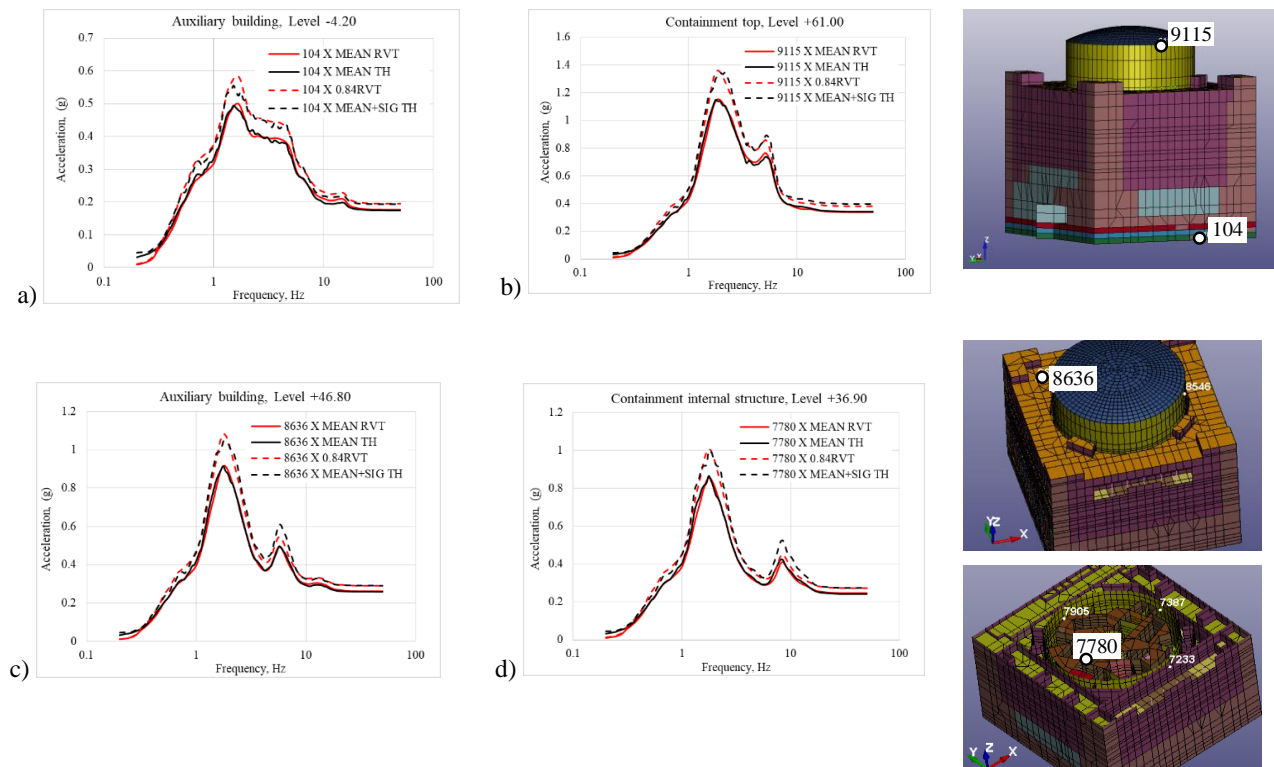 Auxiliary building, Level -4.20
0.7
0.6
0.5
0.4
0.3
0.2
0.1
0
Acceleration, (g)
104 X MEAN RVT
104 X MEAN TH
104 X 0.84RVT
104 X MEAN+SIG TH
0.1 1 10 100
Frequency, Hz
a)
Containment top, Level +61.00
1.6
1.4
1.2
1
0.8
0.6
0.4
0.2
0
Acceleration, (g)
9115 X MEAN RVT
9115 X MEAN TH
9115 X 0.84RVT
9115 X MEAN+SIG TH
0.1 1 10 100
Frequency, Hz
b)
9115
104
Z
Auxiliary building, Level +46.80
1.2
1
0.8
0.6
0.4
0.2
0
Acceleration, (g)
8636 X MEAN RVT
8636 X MEAN TH
8636 X 0.84RVT
8636 X MEAN+SIG TH
0.1 1 10 100
Frequency, Hz
c)
Containment internal structure, Level +36.90
1.2
1
0.8
0.6
0.4
0.2
0
Acceleration, (g)
7780 X MEAN RVT
7780 X MEAN TH
7780 X 0.84RVT
7780 X MEAN+SIG TH
0.1 1 10 100
Frequency, Hz
d)
8636
8546
YZ
X
7905
7387
7780
7233
Y Z X